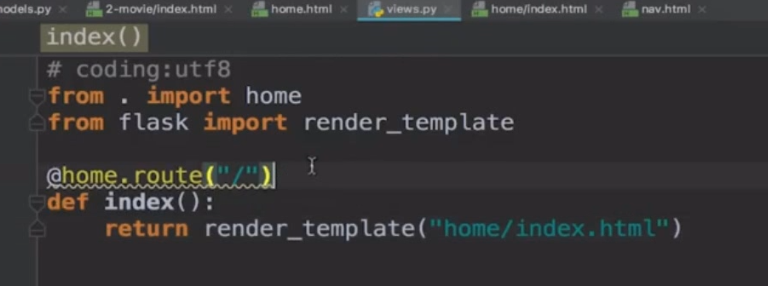 models.py 2-movie/index.html home.html views.py home/index.html nav.html
index()
# coding:utf8
from . import home
from flask import render_template
@home.route("/")
def index():
return render_template("home/index.html")